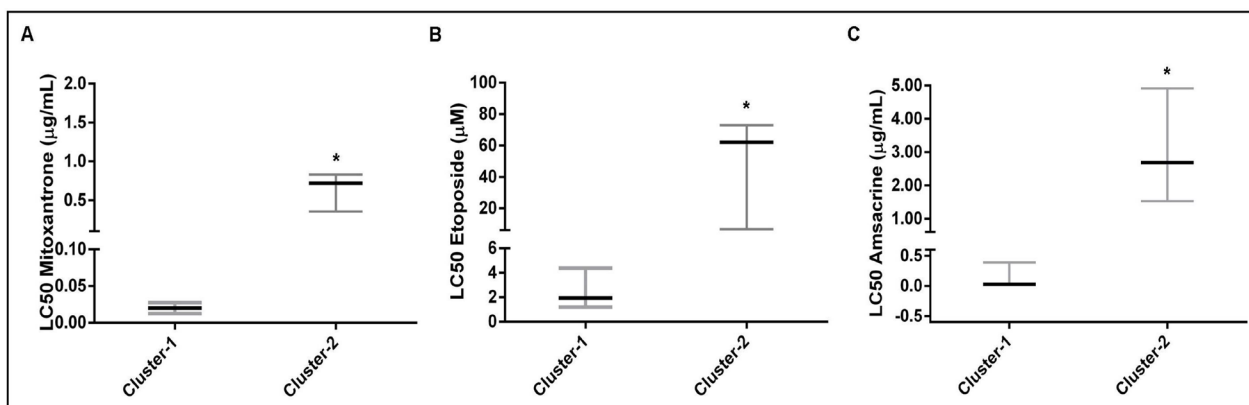 A
LC50 Mitoxantrone (μg/mL)
2.0
1.5
1.0
0.5
0.10
0.05
0.00
*
Cluster-1
Cluster-2
B
LC50 Etoposide (μM)
100
80
60
40
20
6
4
2
0
*
Cluster-1
Cluster-2
C
LC50 Amsacrine (μg/mL)
5.00
4.00
3.00
2.00
1.00
0.5
0.0
-0.5
*
Cluster-1
Cluster-2